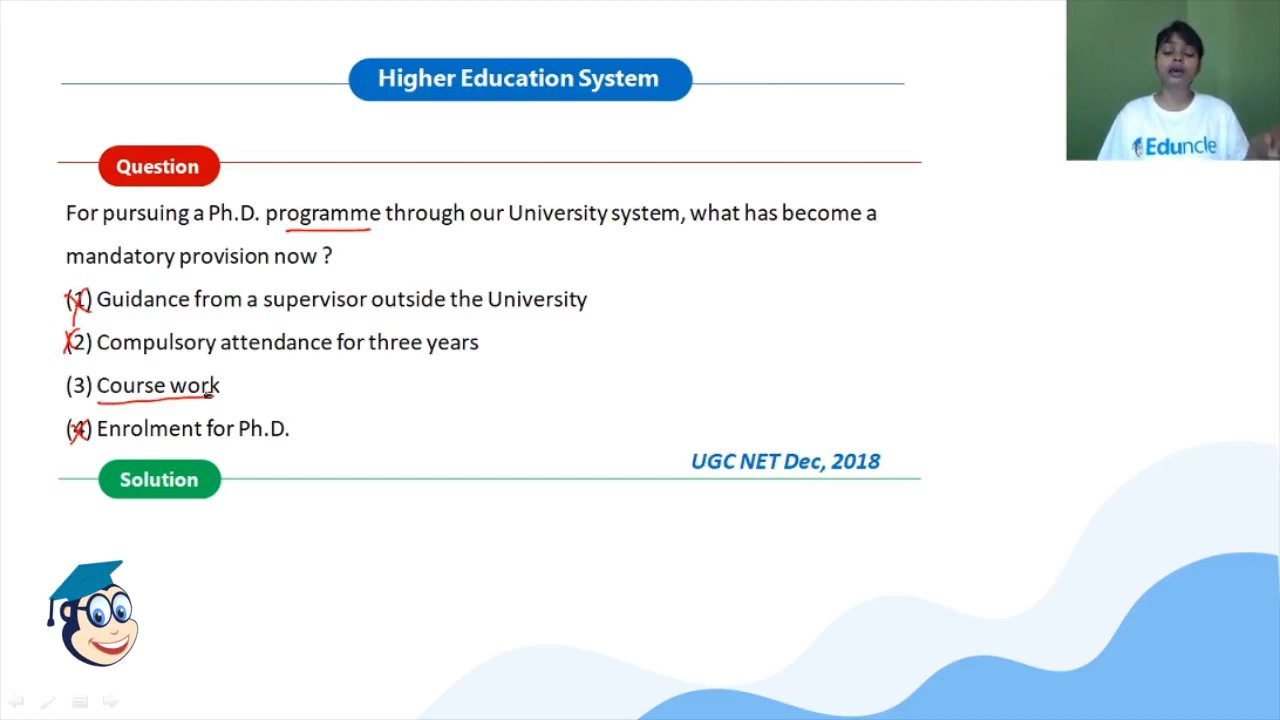 Higher Education System
Eduncle
Question
For pursuing a Ph.D. programme through our University system, what has become a
mandatory provision now ?
(1) Guidance from a supervisor outside the University
(2) Compulsory attendance for three years
(3) Course work
(4) Enrolment for Ph.D.
UGC NET Dec, 2018
Solution